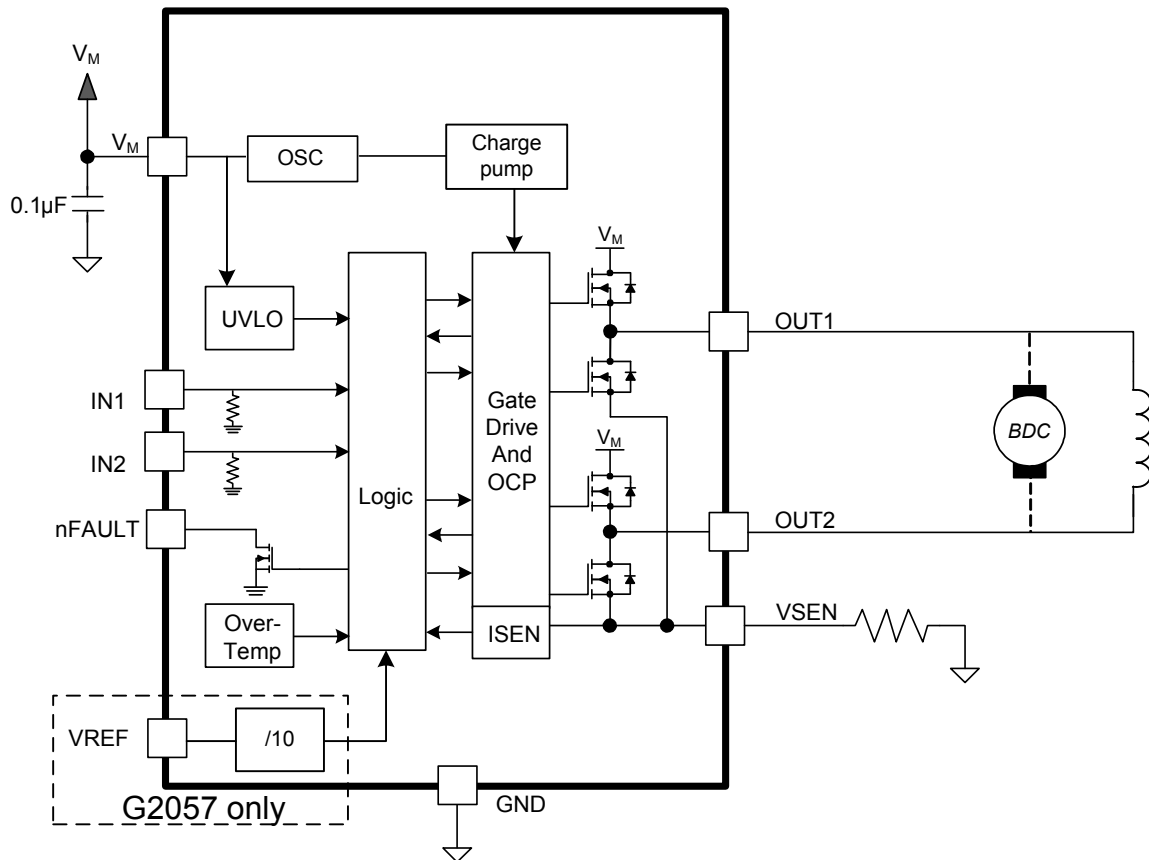 VM
VM
0.1µF
OSC
Charge
pump
UVLO
IN1
IN2
nFAULT
Over-
Temp
Logic
Gate
Drive
And
OCP
ISEN
VM
VM
OUT1
BDC
OUT2
VSEN
VREF
/10
G2057 only
GND